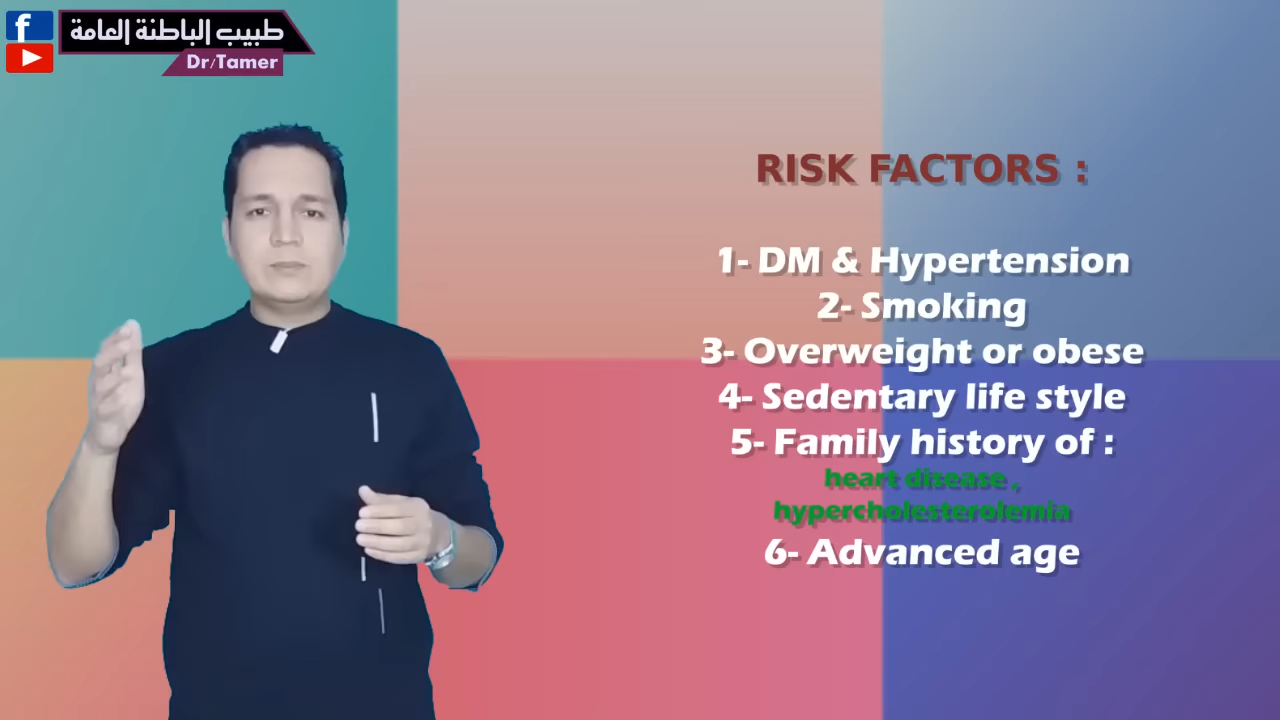 f
طبيب الباطنة العامة
Dr/Tamer
RISK FACTORS :
1- DM & Hypertension
2- Smoking
3- Overweight or obese
4- Sedentary life style
5- Family history of :
heart disease ,
hypercholesterolemia
6- Advanced age